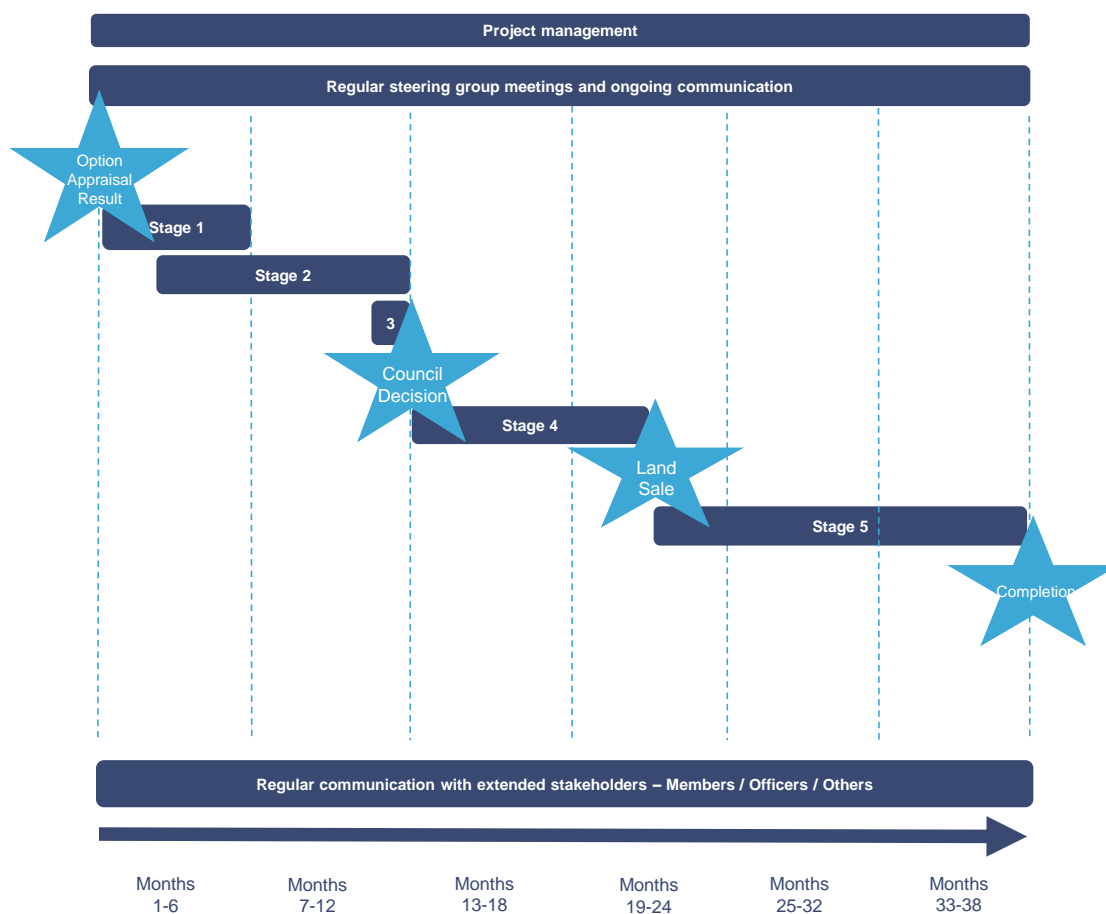 Project management
Regular steering group meetings and ongoing communication
Option
Appraisal
Result
Stage 1
Stage 2
3
Council
Decision
Stage 4
Land
Sale
Stage 5
Completion
Regular communication with extended stakeholders – Members / Officers / Others
Months
1-6
Months
7-12
Months
13-18
Months
19-24
Months
25-32
Months
33-38